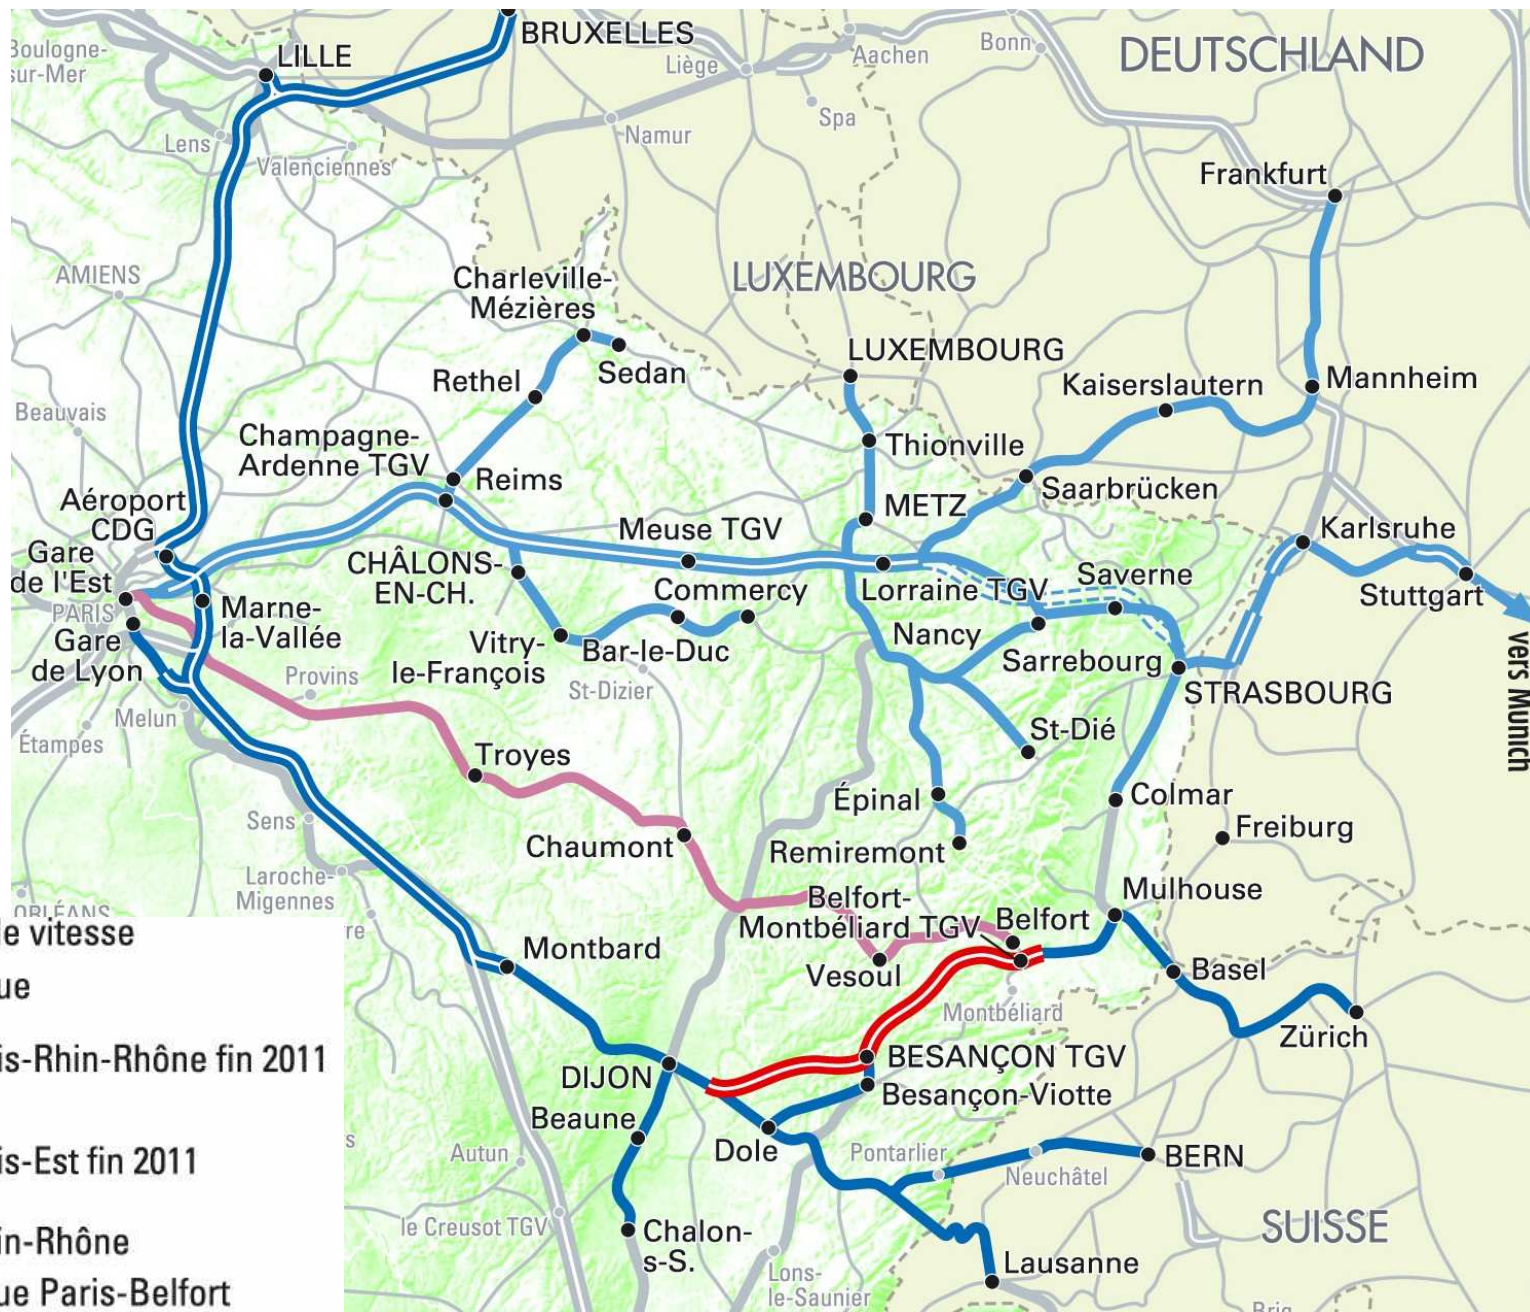 BRUXELLES
LILLE
Boulogne-
sur-Mer
Liège
Aachen
Bonn
DEUTSCHLAND
Spa
Namur
Lens
Valenciennes
Frankfurt
AMIENS
Charleville-
Mézières
LUXEMBOURG
LUXEMBOURG
Rethel
Sedan
Kaiserslautern
Mannheim
Beauvais
Champagne-
Ardenne TGV
Reims
Thionville
Saarbrücken
METZ
Aéroport
CDG
Gare
de l'Est
PARIS
Gare
de Lyon
Marne-
la-Vallée
CHÂLONS-
EN-CH.
Meuse TGV
Commercy
Lorraine TGV
Saverne
Karlsruhe
Stuttgart
vers Munich
Vitry-
le-François
Bar-le-Duc
St-Dizier
Nancy
Sarrebourg
STRASBOURG
Provins
Melun
Étampes
Troyes
St-Dié
Épinal
Colmar
Freiburg
Sens
Chaumont
Remiremont
Laroche-
Migennes
ORLÉANS
Belfort-
Montbéliard TGV
Belfort
Mulhouse
Vesoul
Montbéliard
Basel
Zürich
Montbard
DIJON
BESANÇON TGV
Besançon-Viotte
Beaune
Dole
Autun
Pontarlier
Neuchâtel
BERN
le Creusot TGV
Chalon-
s-S.
Lons-
le-Saunier
Lausanne
SUISSE
Brig
le vitesse
ue
is-Rhin-Rhône fin 2011
is-Est fin 2011
in-Rhône
ue Paris-Belfort